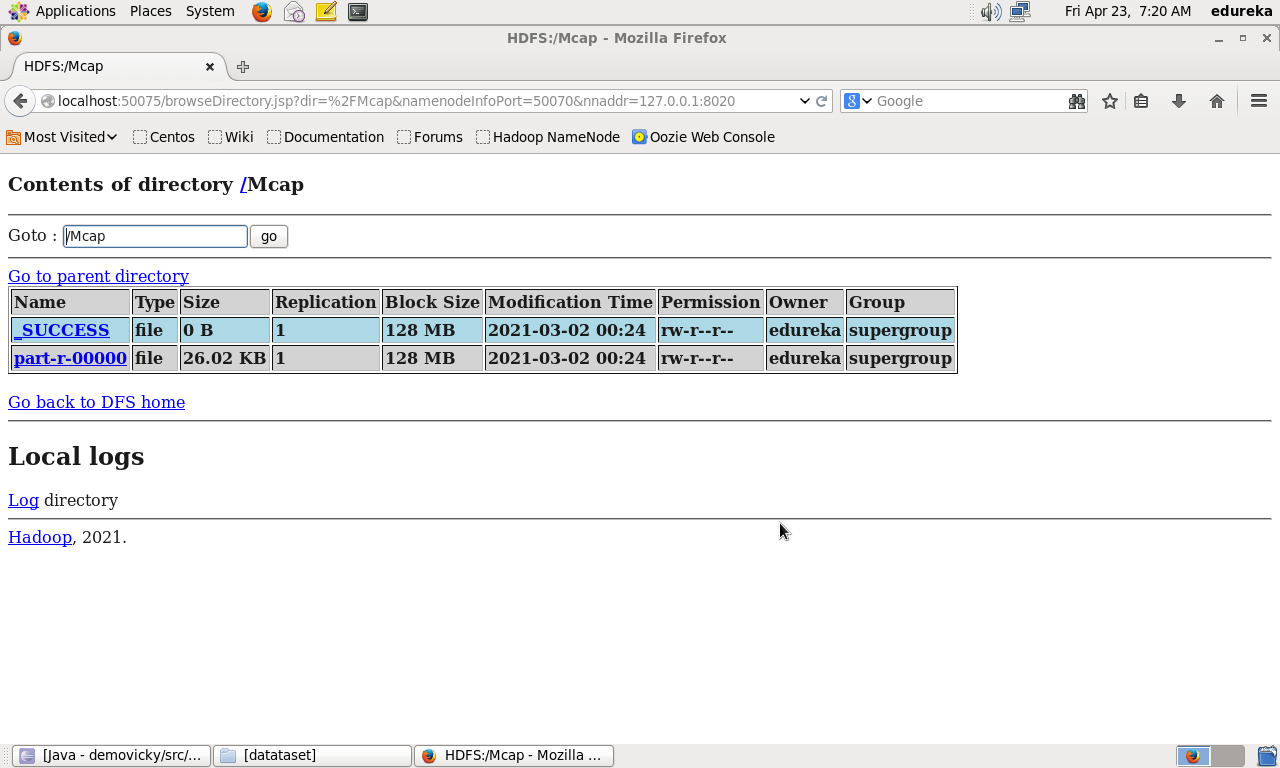 Applications Places System Fri Apr 23, 7:20 AM edureka
HDFS:/Mcap - Mozilla Firefox
HDFS:/Mcap
localhost:50075/browseDirectory.jsp?dir=%2FMcap&namenodeInfoPort=50070&nnaddr=127.0.0.1:8020 Google
Most Visited Centos Wiki Documentation Forums Hadoop NameNode Oozie Web Console
Contents of directory /Mcap
Goto : /Mcap go
Go to parent directory
Name Type Size Replication Block Size Modification Time Permission Owner Group
_SUCCESS file 0 B 1 128 MB 2021-03-02 00:24 rw-r--r-- edureka supergroup
part-r-00000 file 26.02 KB 1 128 MB 2021-03-02 00:24 rw-r--r-- edureka supergroup
Go back to DFS home
Local logs
Log directory
Hadoop, 2021.
[Java - demovicky/src/... [datataset] HDFS:/Mcap - Mozilla ...